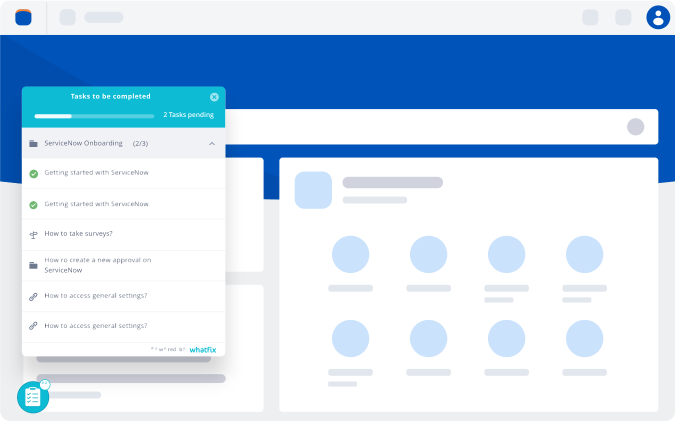 Tasks to be completed
2 Tasks pending
ServiceNow Onboarding (2/3)
Getting started with ServiceNow
Getting started with ServiceNow
How to take surveys?
How ro create a new approval on
ServiceNow
How to access general settings?
How to access general settings?
whatfix